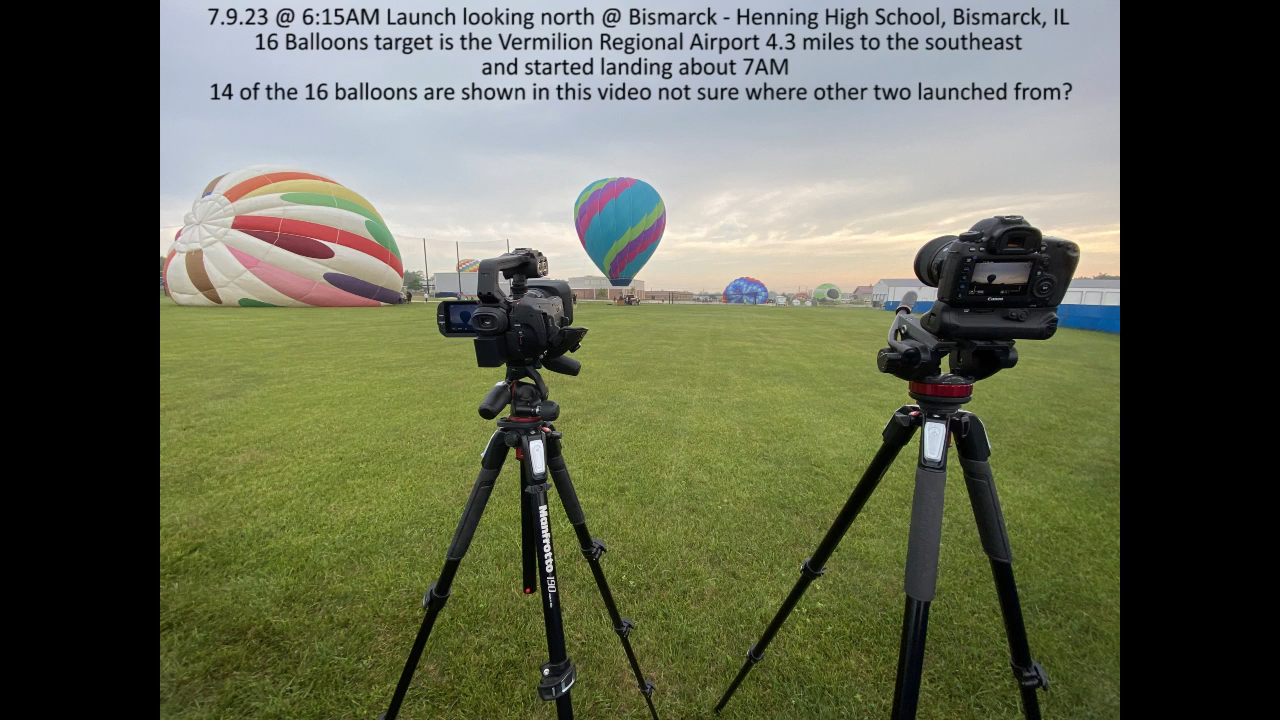 7.9.23 @ 6:15AM Launch looking north @ Bismarck - Henning High School, Bismarck, IL
16 Balloons target is the Vermilion Regional Airport 4.3 miles to the southeast
and started landing about 7AM
14 of the 16 balloons are shown in this video not sure where other two launched from?
Canon
Manfrotto 190